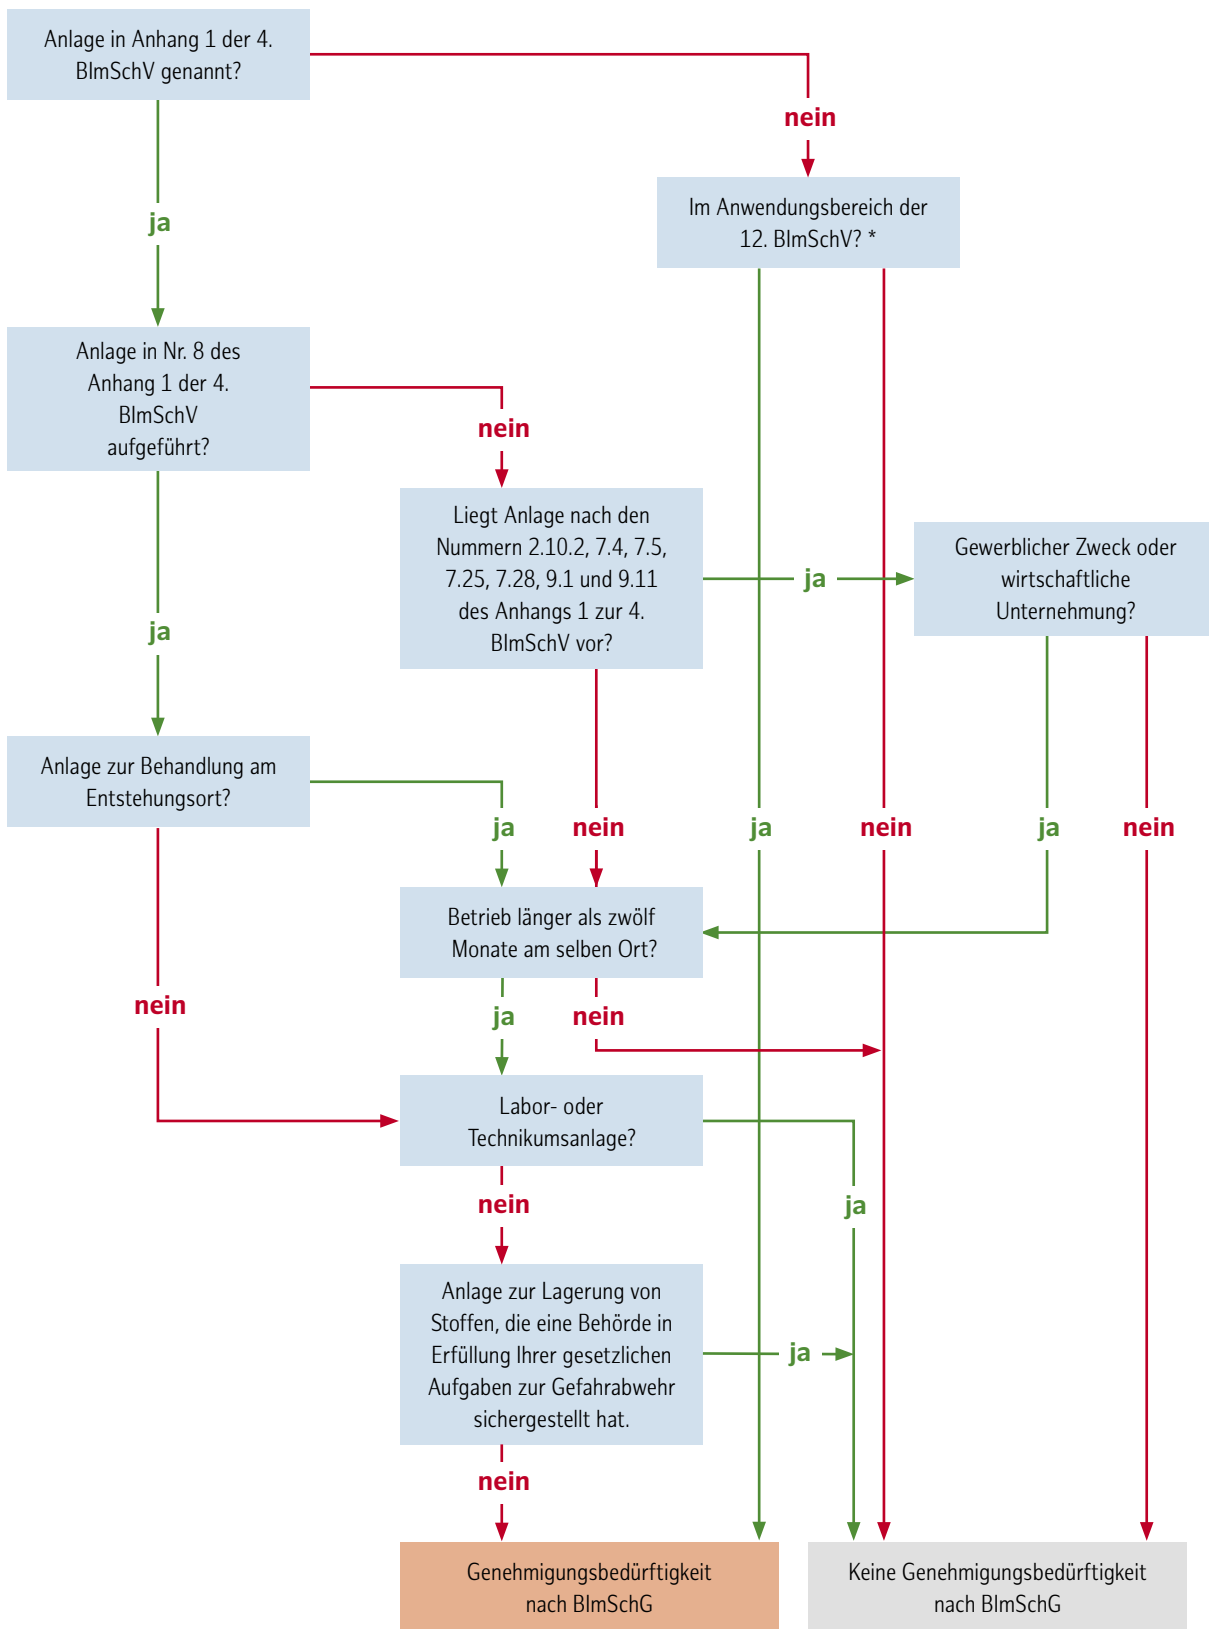 Anlage in Anhang 1 der 4.
BImSchV genannt?
nein
ja
Im Anwendungsbereich der
12. BImSchV? *
Anlage in Nr. 8 des
Anhang 1 der 4.
BImSchV
aufgeführt?
nein
Liegt Anlage nach den
Nummern 2.10.2, 7.4, 7.5,
7.25, 7.28, 9.1 und 9.11
des Anhangs 1 zur 4.
BImSchV vor?
ja
Gewerblicher Zweck oder
wirtschaftliche
Unternehmung?
ja
Anlage zur Behandlung am
Entstehungsort?
ja
nein
ja
nein
ja
nein
Betrieb länger als zwölf
Monate am selben Ort?
nein
ja
nein
Labor- oder
Technikumsanlage?
nein
ja
Anlage zur Lagerung von
Stoffen, die eine Behörde in
Erfüllung Ihrer gesetzlichen
Aufgaben zur Gefahrabwehr
sichergestellt hat.
ja
nein
Genehmigungsbedürftigkeit
nach BImSchG
Keine Genehmigungsbedürftigkeit
nach BImSchG